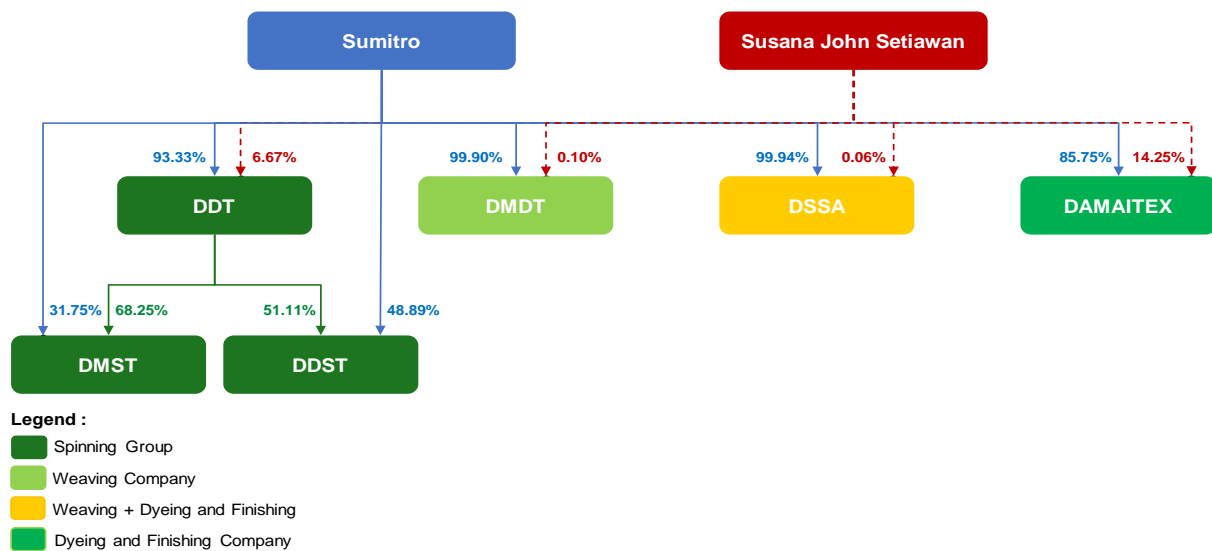 Sumitro
Susana John Setiawan
93.33%
6.67%
99.90%
0.10%
99.94%
0.06%
85.75%
14.25%
DDT
DMDT
DSSA
DAMAITEX
31.75%
68.25%
51.11%
48.89%
DMST
DDST
Legend :
Spinning Group
Weaving Company
Weaving + Dyeing and Finishing
Dyeing and Finishing Company